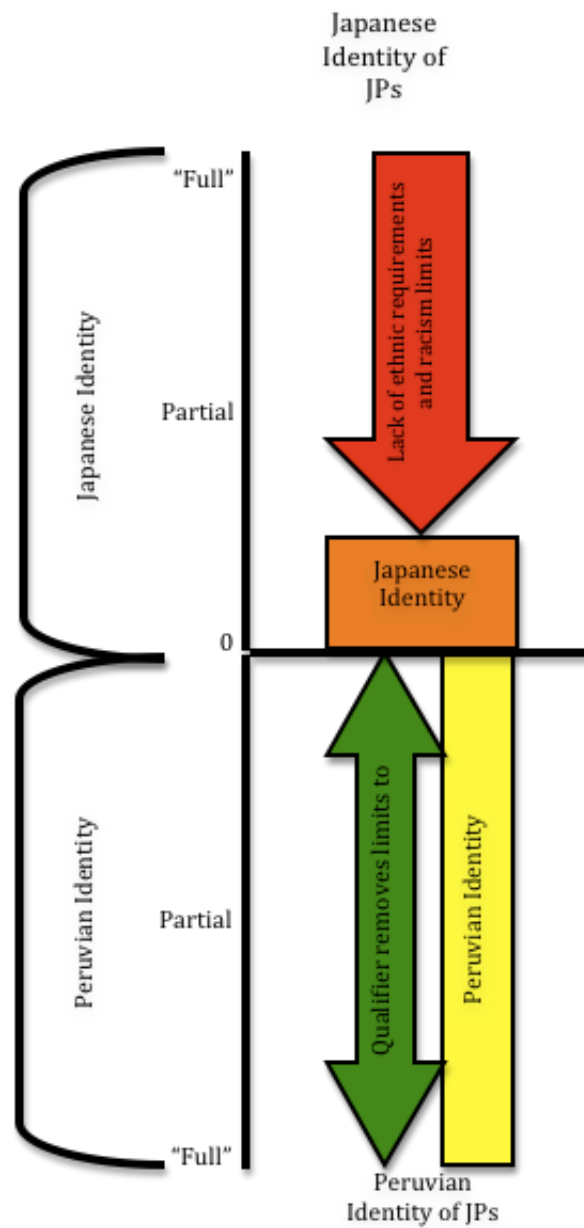 Japanese
Identity of
JPs
"Full"
Partial
0
Japanese Identity
Lack of ethnic requirements
and racism limits
Japanese
Identity
Peruvian Identity
Partial
"Full"
Qualifier removes limits to
Peruvian Identity
Peruvian
Identity of JPs